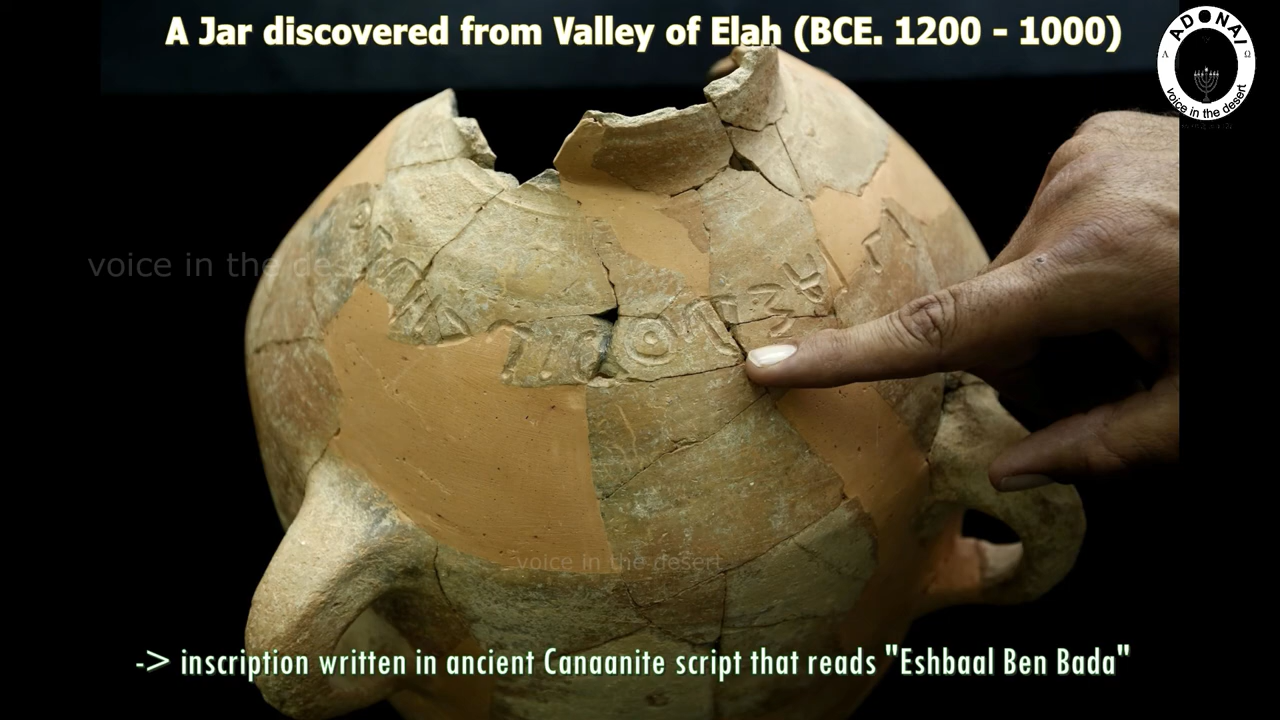 A Jar discovered from Valley of Elah (BCE. 1200 - 1000)
ADONAI
Λ Ω
voice in the desert
voice in the desert
voice in the desert
-> inscription written in ancient Canaanite script that reads "Eshbaal Ben Bada"